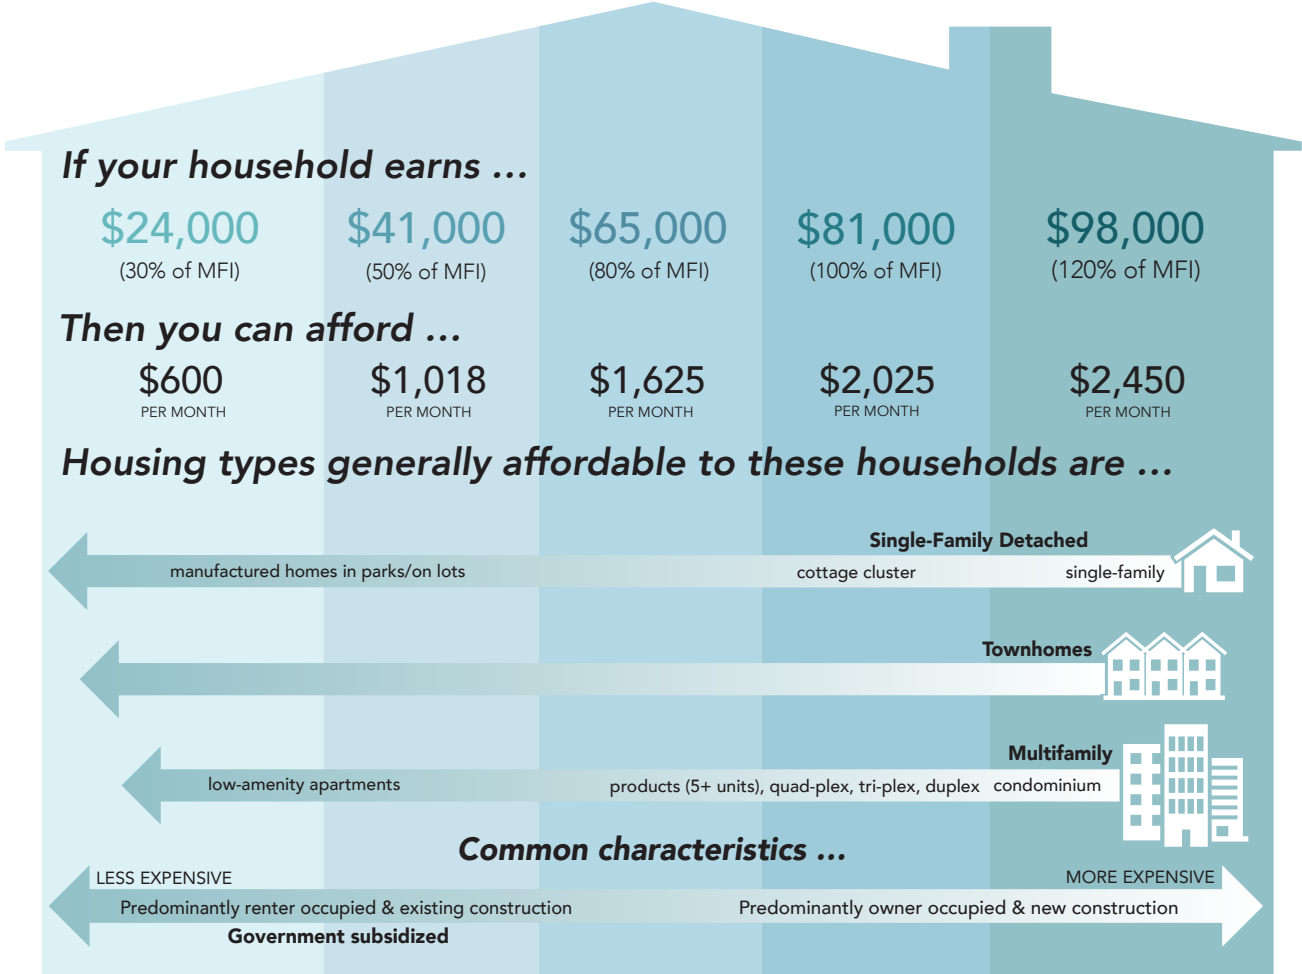 If your household earns ...
$24,000 $41,000 $65,000 $81,000 $98,000
(30% of MFI) (50% of MFI) (80% of MFI) (100% of MFI) (120% of MFI)
Then you can afford ...
$600 $1,018 $1,625 $2,025 $2,450
PER MONTH PER MONTH PER MONTH PER MONTH PER MONTH
Housing types generally affordable to these households are ...
Single-Family Detached
manufactured homes in parks/on lots cottage cluster single-family
Townhomes
Multifamily
low-amenity apartments products (5+ units), quad-plex, tri-plex, duplex condominium
Common characteristics ...
LESS EXPENSIVE MORE EXPENSIVE
Predominantly renter occupied & existing construction Predominantly owner occupied & new construction
Government subsidized